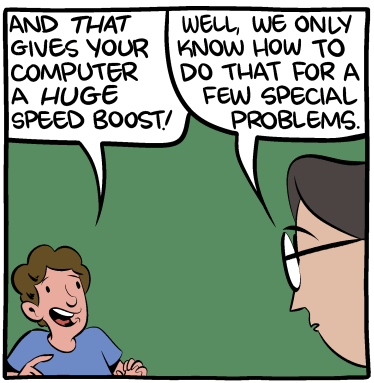 AND THAT
GIVES YOUR
COMPUTER
A HUGE
SPEED BOOST!
WELL, WE ONLY
KNOW HOW TO
DO THAT FOR A
FEW SPECIAL
PROBLEMS.